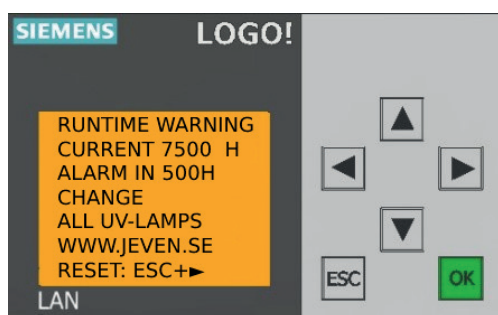 SIEMENS LOGO!
RUNTIME WARNING
CURRENT 7500 H
ALARM IN 500H
CHANGE
ALL UV-LAMPS
WWW.JEVEN.SE
RESET: ESC+►
LAN
▲
◄ ►
▼
ESC OK